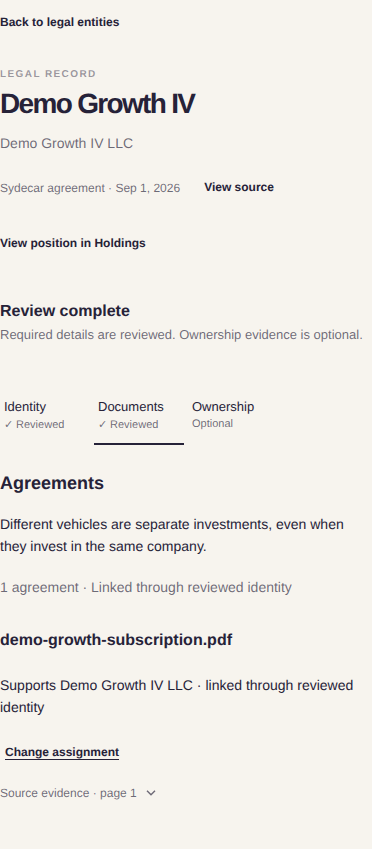 Back to legal entities
LEGAL RECORD
Demo Growth IV
Demo Growth IV LLC
Sydecar agreement · Sep 1, 2026 View source
View position in Holdings
Review complete
Required details are reviewed. Ownership evidence is optional.
Identity Documents Ownership
✓ Reviewed ✓ Reviewed Optional
Agreements
Different vehicles are separate investments, even when
they invest in the same company.
1 agreement · Linked through reviewed identity
demo-growth-subscription.pdf
Supports Demo Growth IV LLC · linked through reviewed
identity
Change assignment
Source evidence · page 1